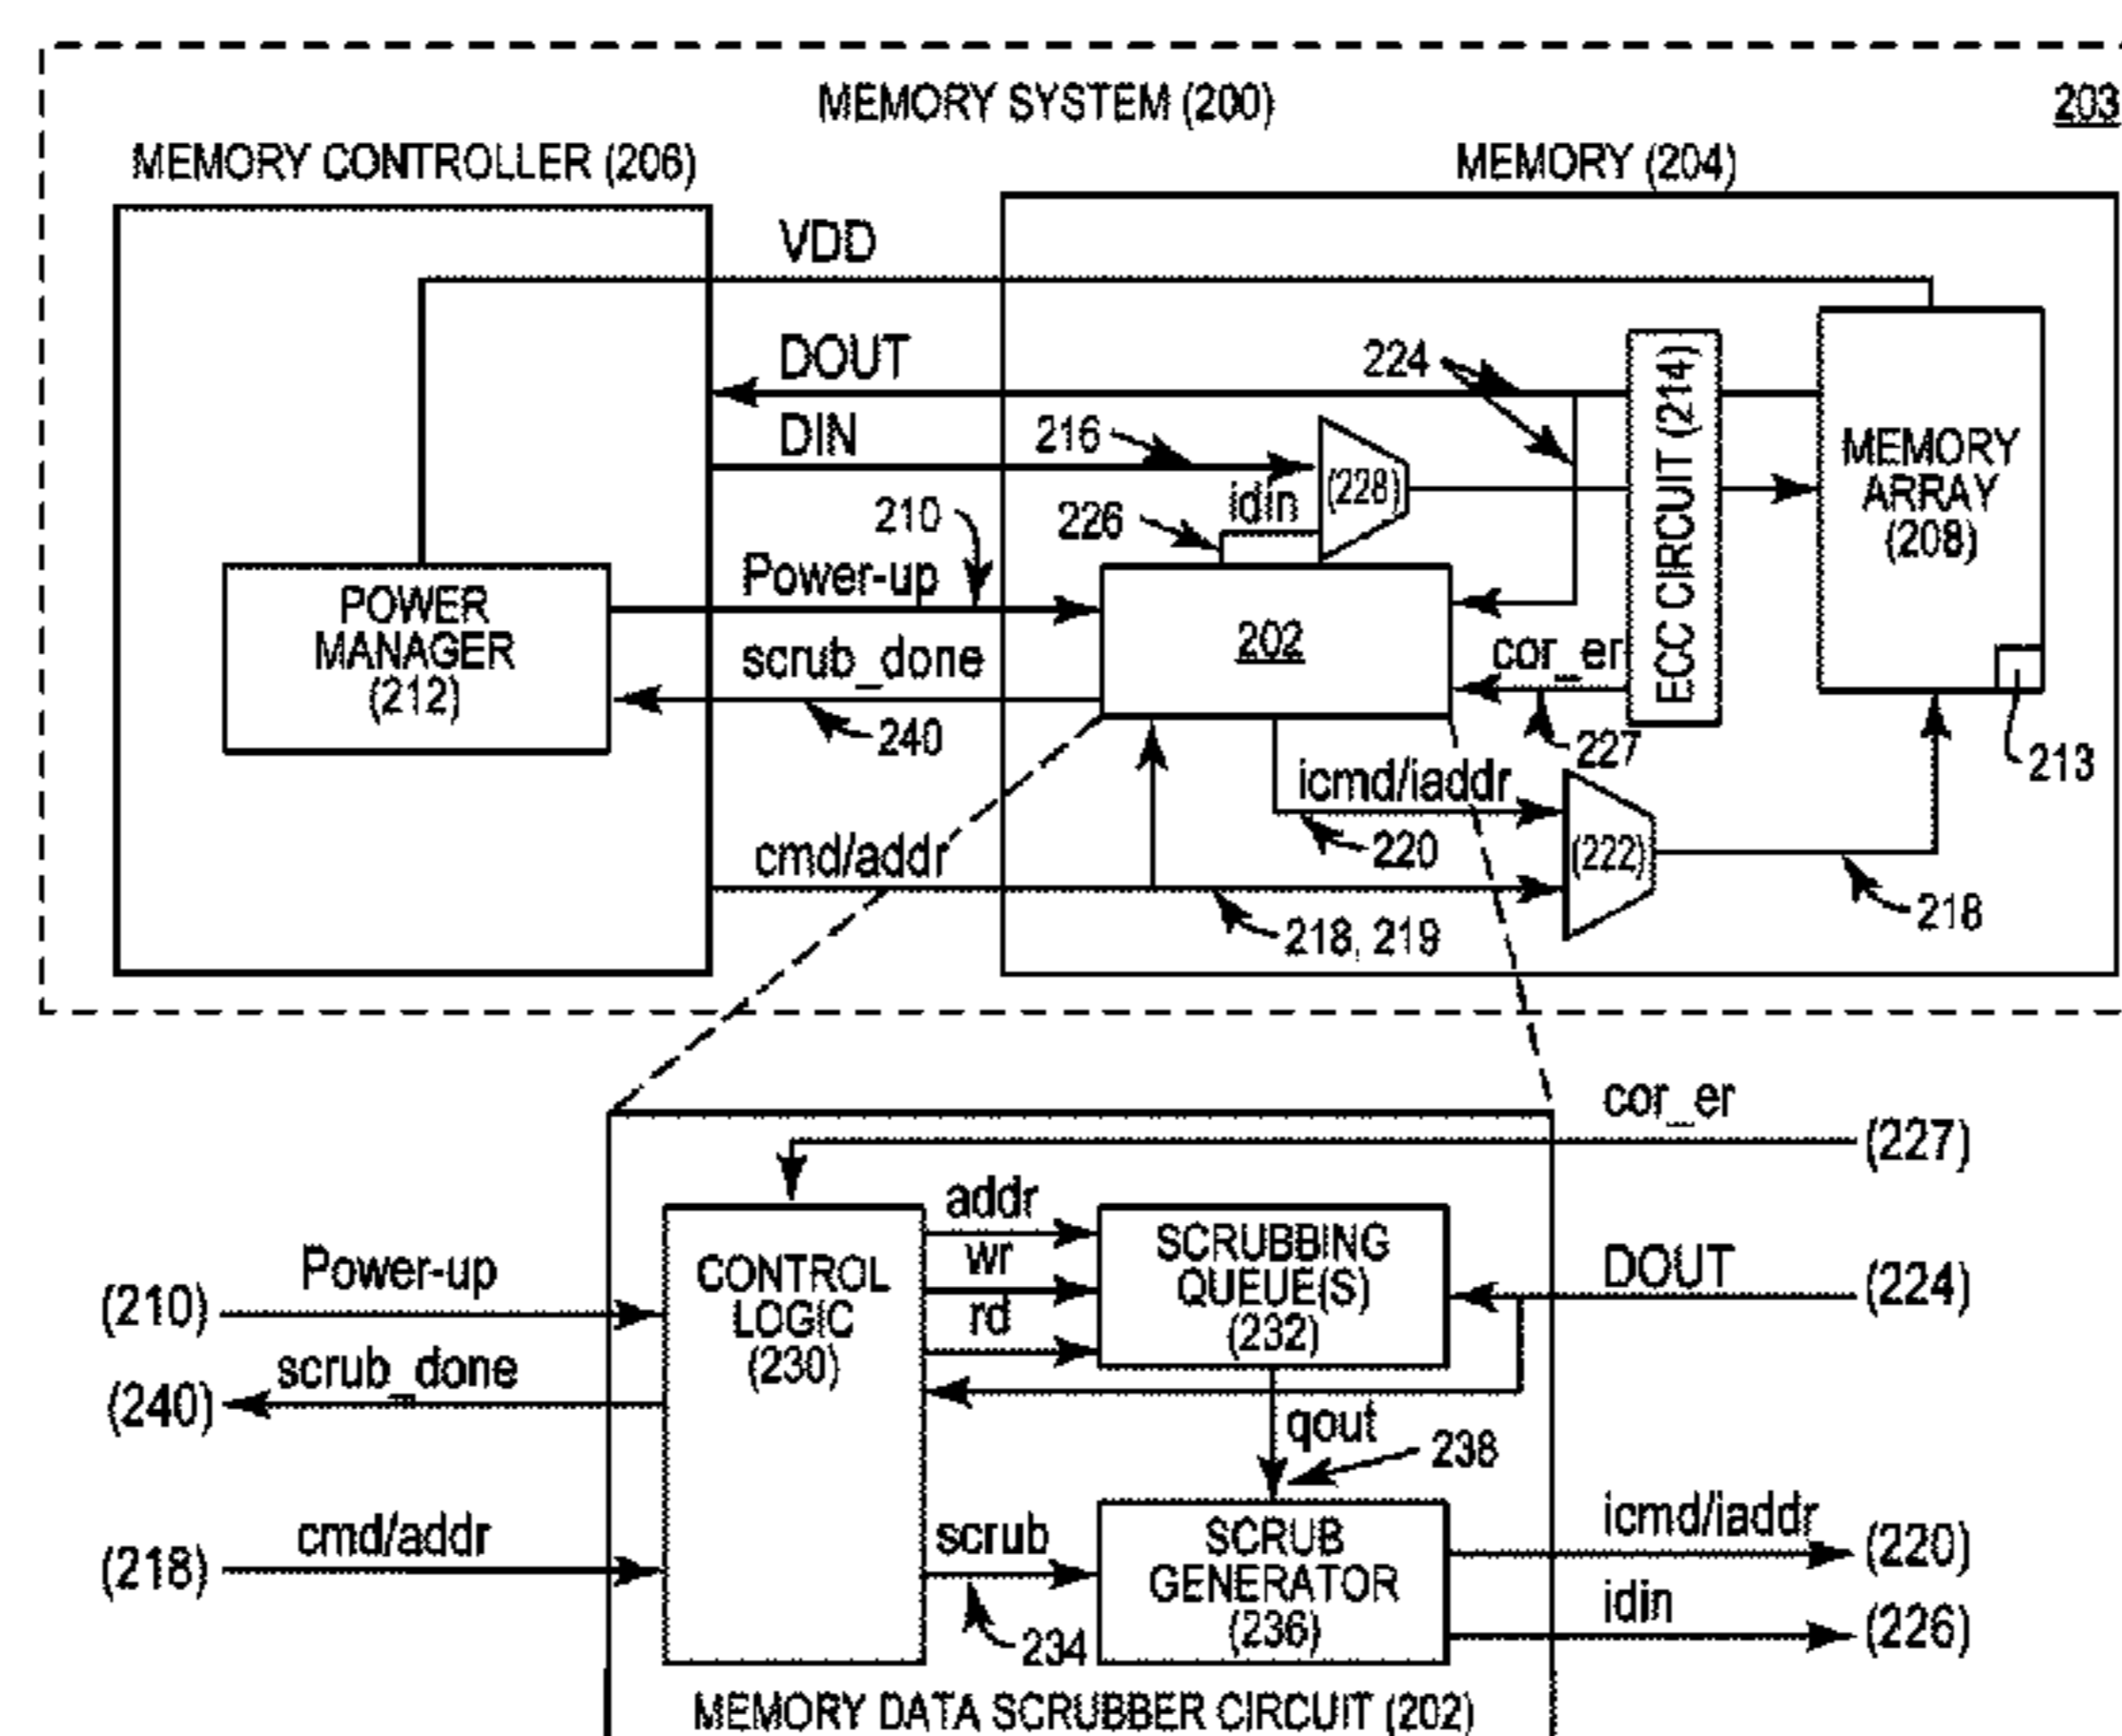 MEMORY SYSTEM (200)
203
MEMORY CONTROLLER (206)
MEMORY (204)
VDD
DOUT
224
DIN
216
(228)
ECC CIRCUIT (214)
MEMORY
ARRAY
(208)
idin
226
210
Power-up
POWER
MANAGER
(212)
202
scrub_done
cor_er
240
227
213
icmd/iaddr
220
cmd/addr
(222)
218
218, 219
cor_er
(227)
addr
SCRUBBING
QUEUE(S)
(232)
wr
rd
CONTROL
LOGIC
(230)
DOUT
(224)
Power-up
(210)
scrub_done
(240)
qout
238
cmd/addr
(218)
scrub
234
SCRUB
GENERATOR
(236)
icmd/iaddr
(220)
idin
(226)
MEMORY DATA SCRUBBER CIRCUIT (202)